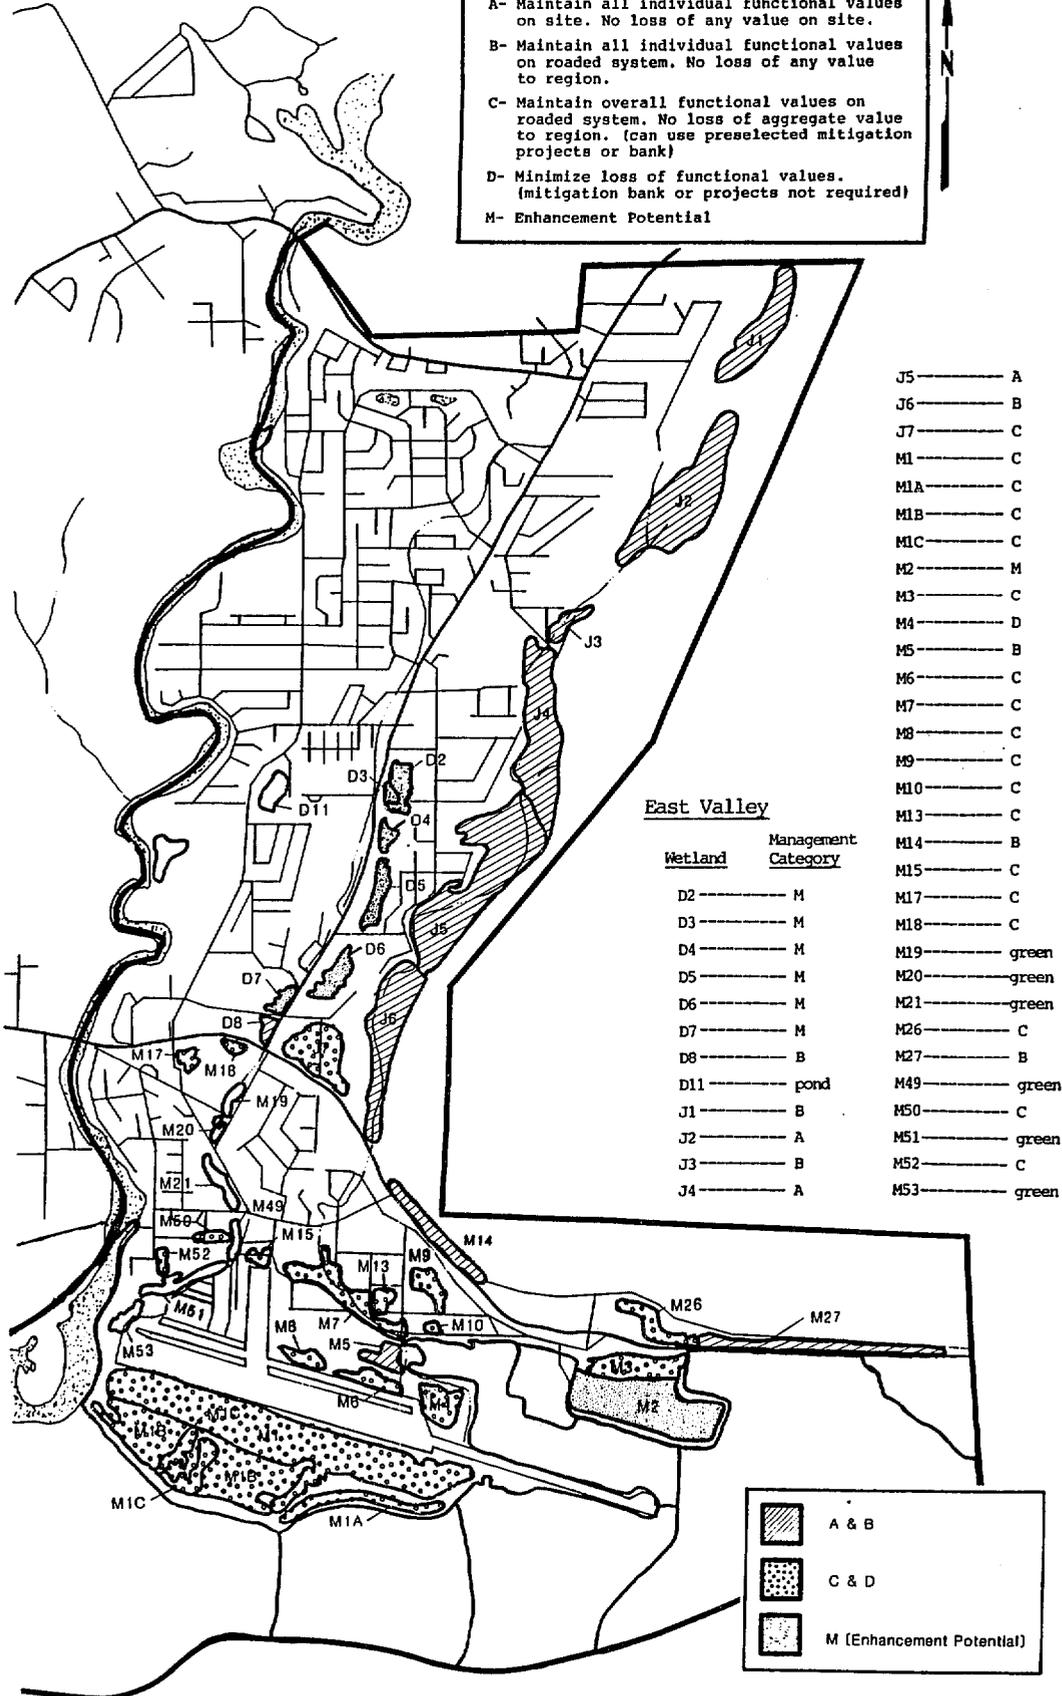 A- Maintain all individual functional values
on site. No loss of any value on site.
B- Maintain all individual functional values
on roaded system. No loss of any value
to region.
C- Maintain overall functional values on
roaded system. No loss of aggregate value
to region. (can use preselected mitigation
projects or bank)
D- Minimize loss of functional values.
(mitigation bank or projects not required)
M- Enhancement Potential
N
J1
J2
J3
J4
D2
D3
D11
D4
D5
J5
D6
D7
J6
D8
M17
M18
M19
M20
M21
M49
M50
M15
M14
M52
M13
M9
M51
M7
M10
M26
M27
M8
M5
M53
M3
M6
M4
M2
M1C
M1
M1B
M1B
M1C
M1A
J5 A
J6 B
J7 C
M1 C
M1A C
M1B C
M1C C
M2 M
M3 C
M4 D
M5 B
M6 C
M7 C
M8 C
M9 C
M10 C
M13 C
M14 B
M15 C
M17 C
M18 C
M19 green
M20 green
M21 green
M26 C
M27 B
M49 green
M50 C
M51 green
M52 C
M53 green
East Valley
Wetland Management Category
D2 M
D3 M
D4 M
D5 M
D6 M
D7 M
D8 B
D11 pond
J1 B
J2 A
J3 B
J4 A
A & B
C & D
M (Enhancement Potential)